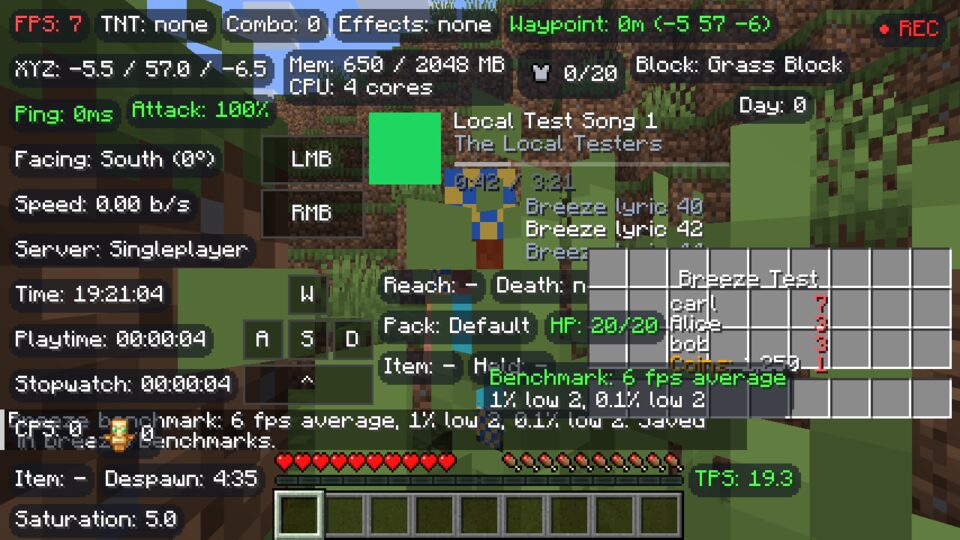 FPS: 7
TNT: none
Combo: 0
Effects: none
Waypoint: 0m (-5 57 -6)
REC
XYZ: -5.5 / 57.0 / -6.5
Mem: 650 / 2048 MB
CPU: 4 cores
0/20
Block: Grass Block
Ping: 0ms
Attack: 100%
Day: 0
Local Test Song 1
The Local Testers
0:42 / 3:21
Facing: South (0°)
LMB
Speed: 0.00 b/s
RMB
Breeze lyric 40
Breeze lyric 42
Breeze lyric
Server: Singleplayer
Time: 19:21:04
W
Reach: -
Death:
Breeze Test
carl 7
Alice 3
bob 3
Coins: 1,250 1
Playtime: 00:00:04
A
S
D
Pack: Default
HP: 20/20
Item: -
Held: -
Stopwatch: 00:00:04
^
Benchmark: 6 fps average
1% low 2, 0.1% low 2
Breeze benchmark: 6 fps average, 1% low 2, 0.1% low 2. Saved
in Breeze benchmarks.
CPS: 0
0
Item: -
Despawn: 4:35
TPS: 19.3
Saturation: 5.0